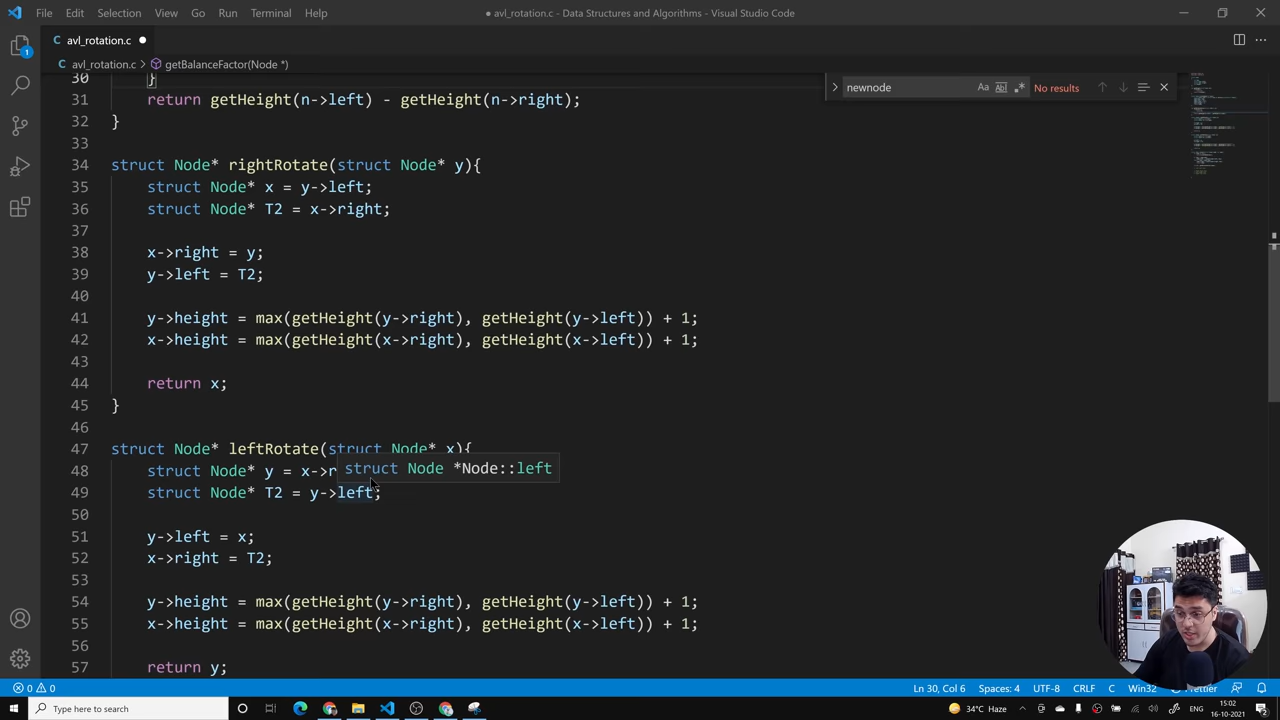 File Edit Selection View Go Run Terminal Help
● avl_rotation.c - Data Structures and Algorithms - Visual Studio Code
C avl_rotation.c ●
C avl_rotation.c > getBalanceFactor(Node *)
newnode
Aa
No results
30 }
31 return getHeight(n->left) - getHeight(n->right);
32 }
33
34 struct Node* rightRotate(struct Node* y){
35 struct Node* x = y->left;
36 struct Node* T2 = x->right;
37
38 x->right = y;
39 y->left = T2;
40
41 y->height = max(getHeight(y->right), getHeight(y->left)) + 1;
42 x->height = max(getHeight(x->right), getHeight(x->left)) + 1;
43
44 return x;
45 }
46
47 struct Node* leftRotate(struct Node* x){
48 struct Node* y = x->r
struct Node *Node::left
49 struct Node* T2 = y->left;
50
51 y->left = x;
52 x->right = T2;
53
54 y->height = max(getHeight(y->right), getHeight(y->left)) + 1;
55 x->height = max(getHeight(x->right), getHeight(x->left)) + 1;
56
57 return y;
1
0 0
Ln 30, Col 6 Spaces: 4 UTF-8 CRLF C Win32 Prettier
Type here to search
34°C Haze
ENG
15:02
16-10-2021
2